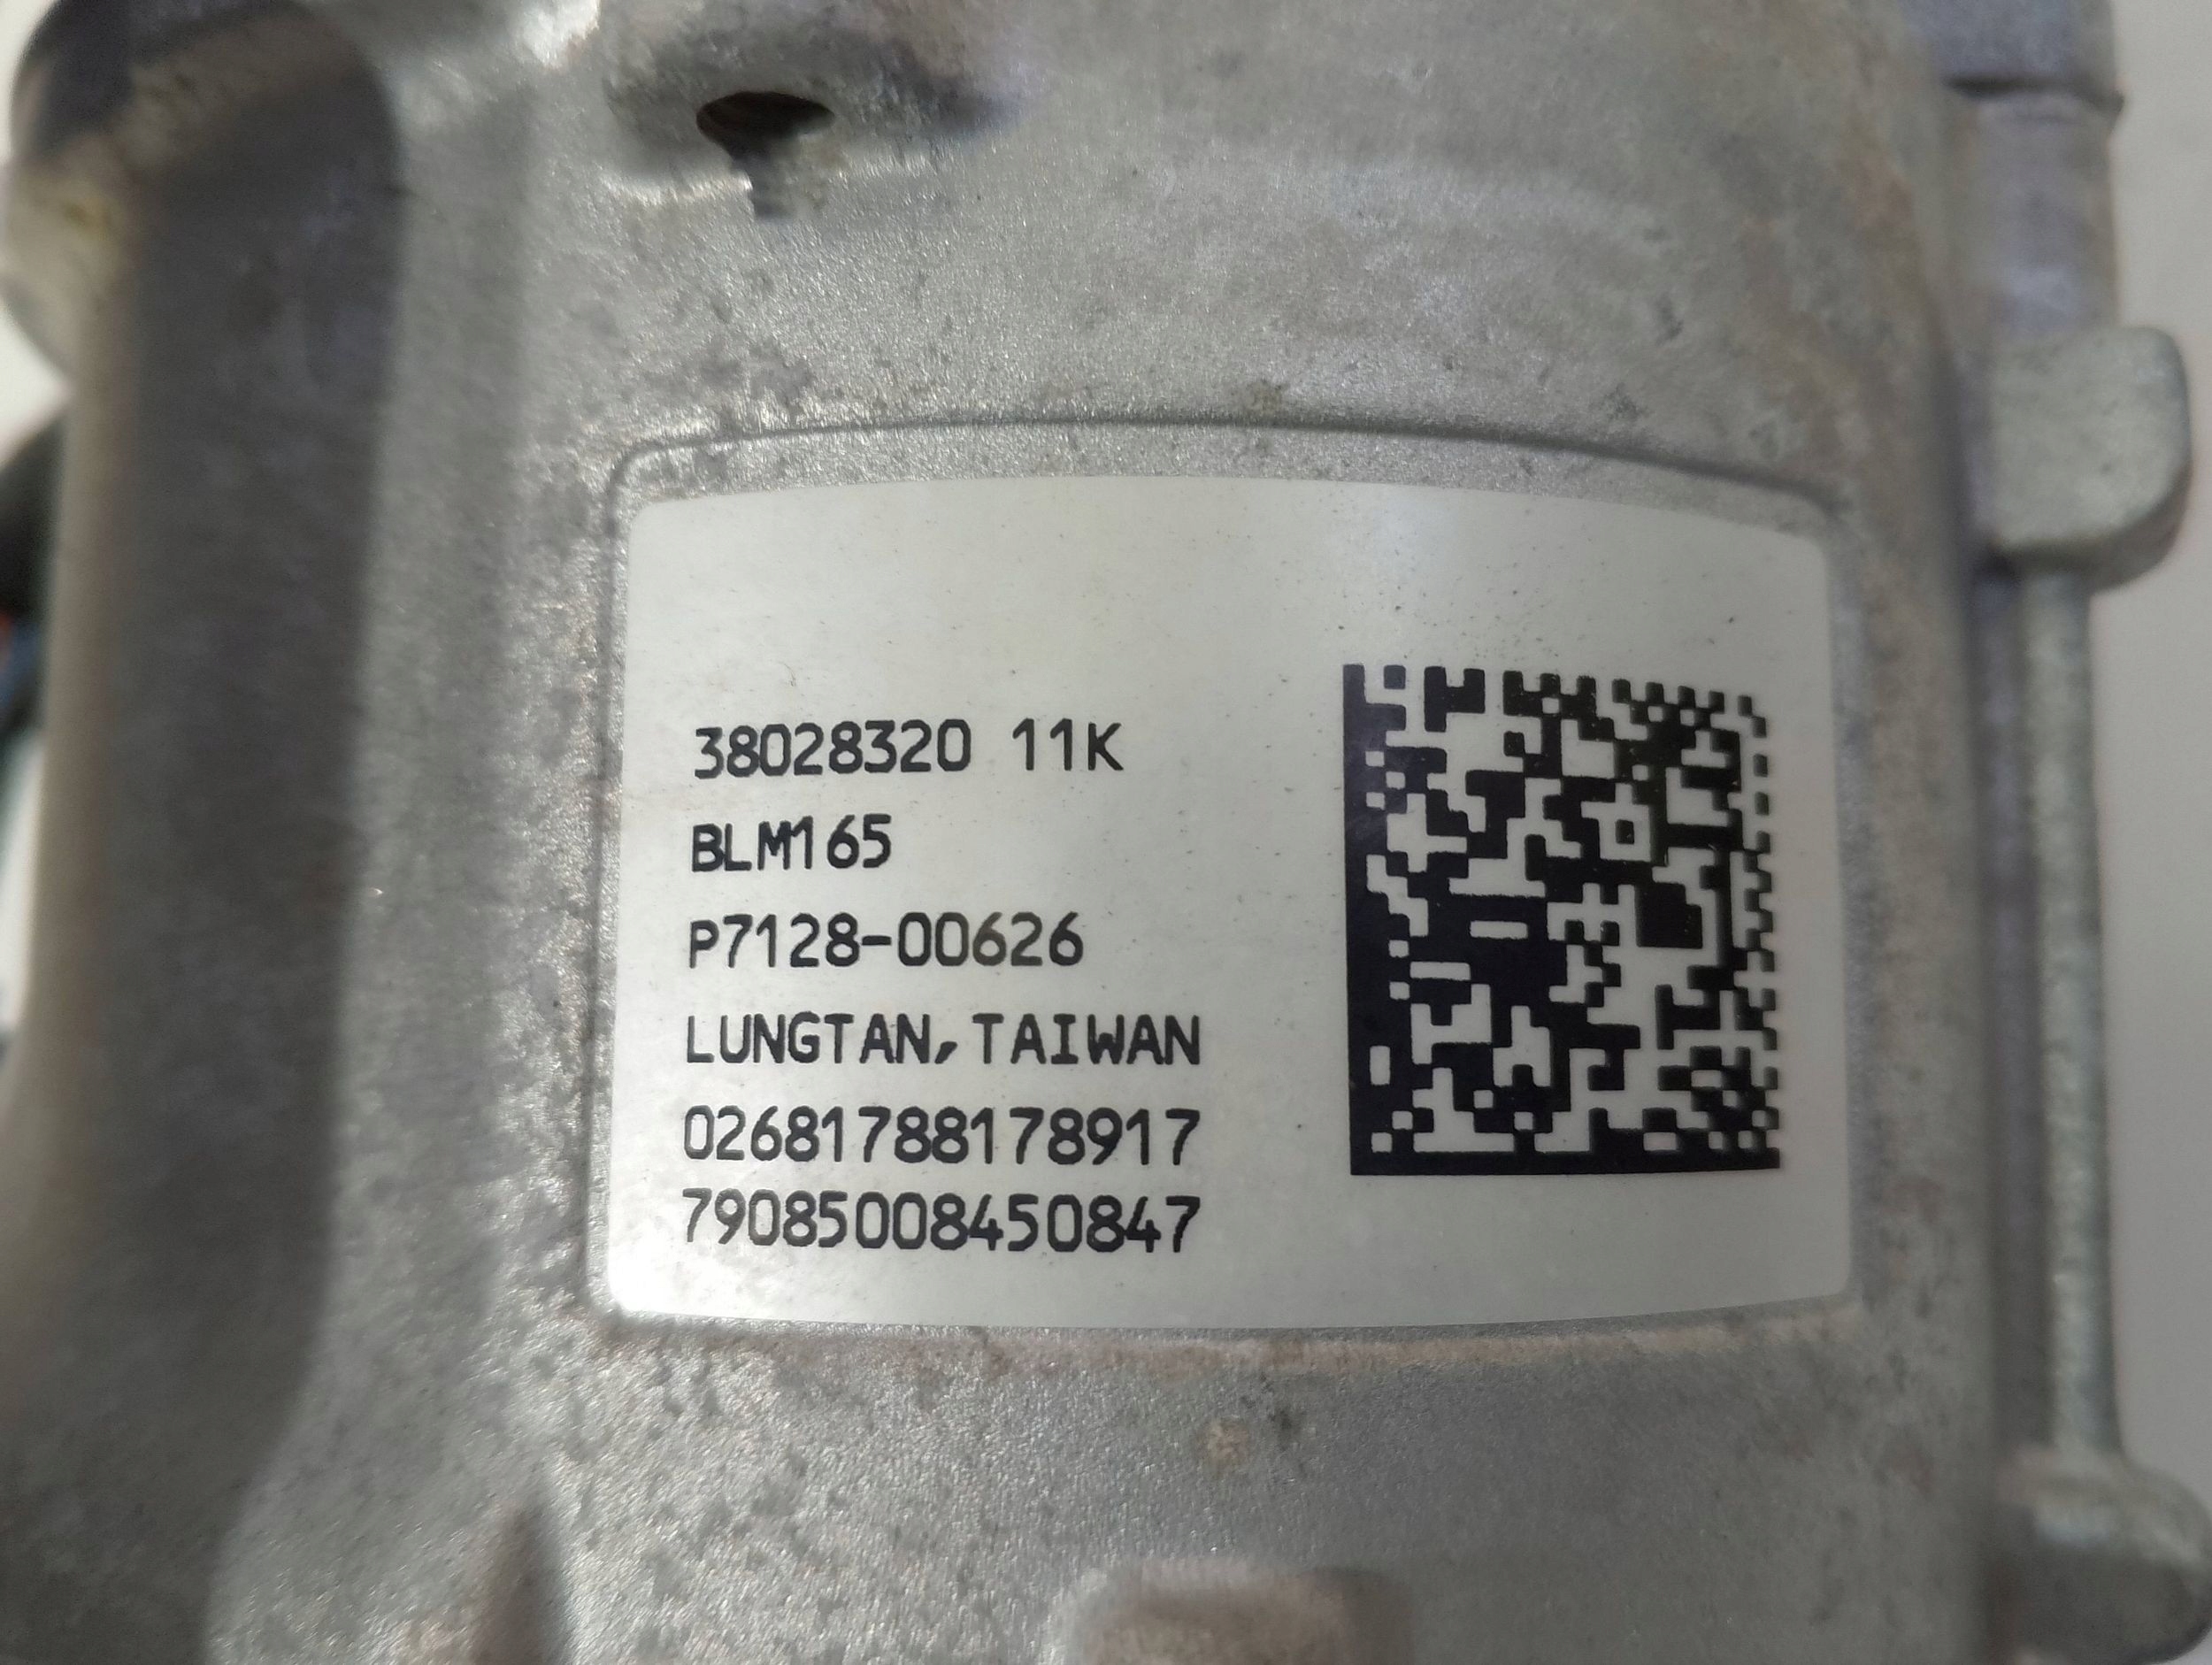 38028320 11K
BLM165
P7128-00626
LUNGTAN, TAIWAN
02681788178917
79085008450847